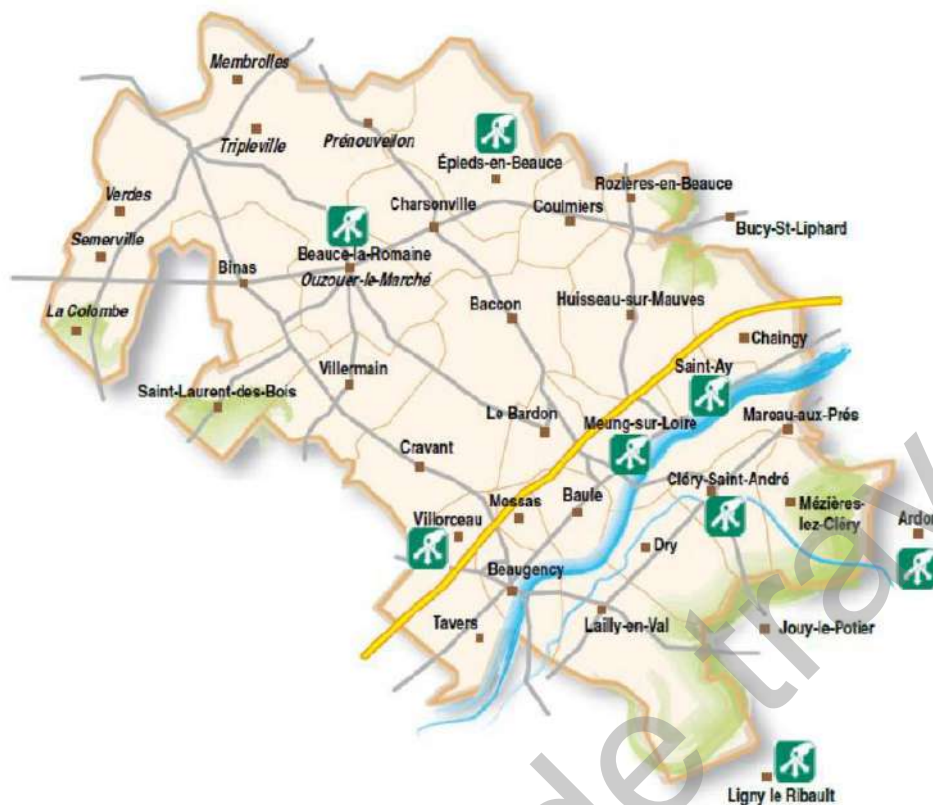 Membrolles
Tripleville
Prénouvellon
Épieds-en-Beauce
Verdes
Charsonville
Coulmiers
Rozières-en-Beauce
Bucy-St-Liphard
Semerville
Binas
Beauce-la-Romaine
Ouzouer-le-Marché
La Colombe
Baccon
Huisseau-sur-Mauves
Chaingy
Saint-Laurent-des-Bois
Villermain
Saint-Ay
Le Bardon
Meung-sur-Loire
Mareau-aux-Prés
Cravant
Cléry-Saint-André
Messas
Baule
Mézières-
lez-Cléry
Villorceau
Dry
Beaugency
Tavers
Lailly-en-Val
Jouy-le-Potier
Ligny le Ribault
de trav